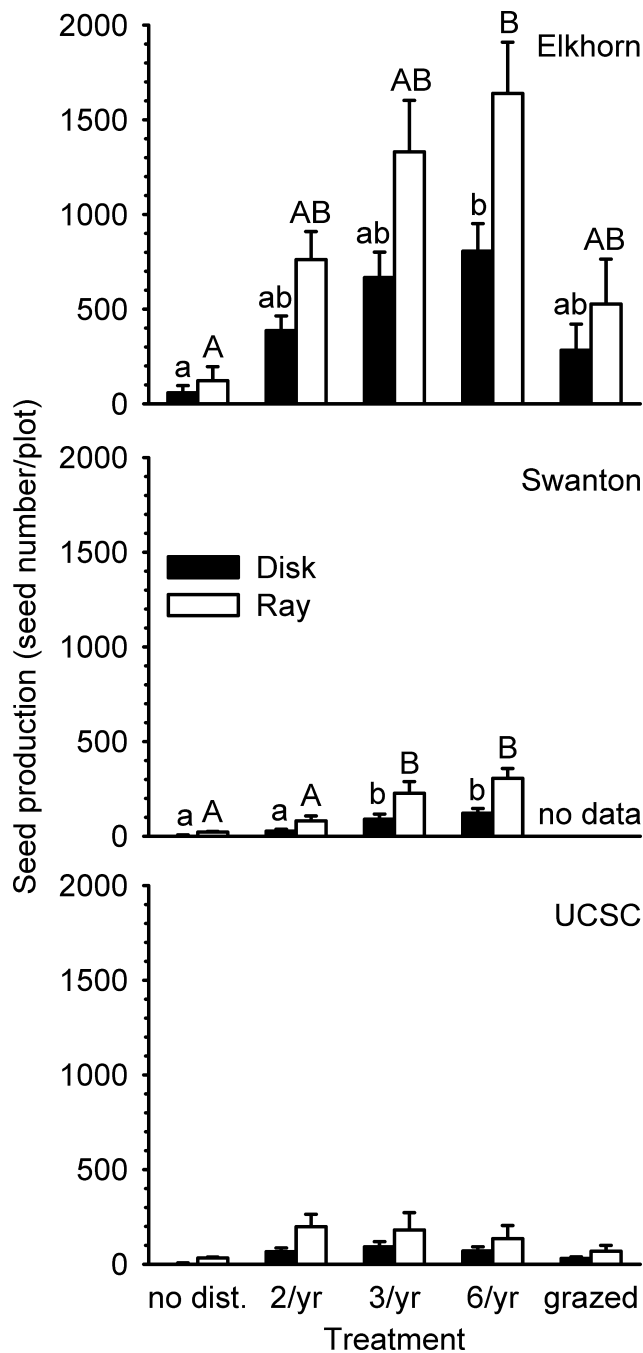 Seed production (seed number/plot)
Elkhorn
2000
1500
1000
500
0
a A
ab AB
ab AB
b B
ab AB
Swanton
2000
1500
1000
500
0
Disk
Ray
a A
a A
b B
b B
no data
UCSC
2000
1500
1000
500
0
no dist. 2/yr 3/yr 6/yr grazed
Treatment